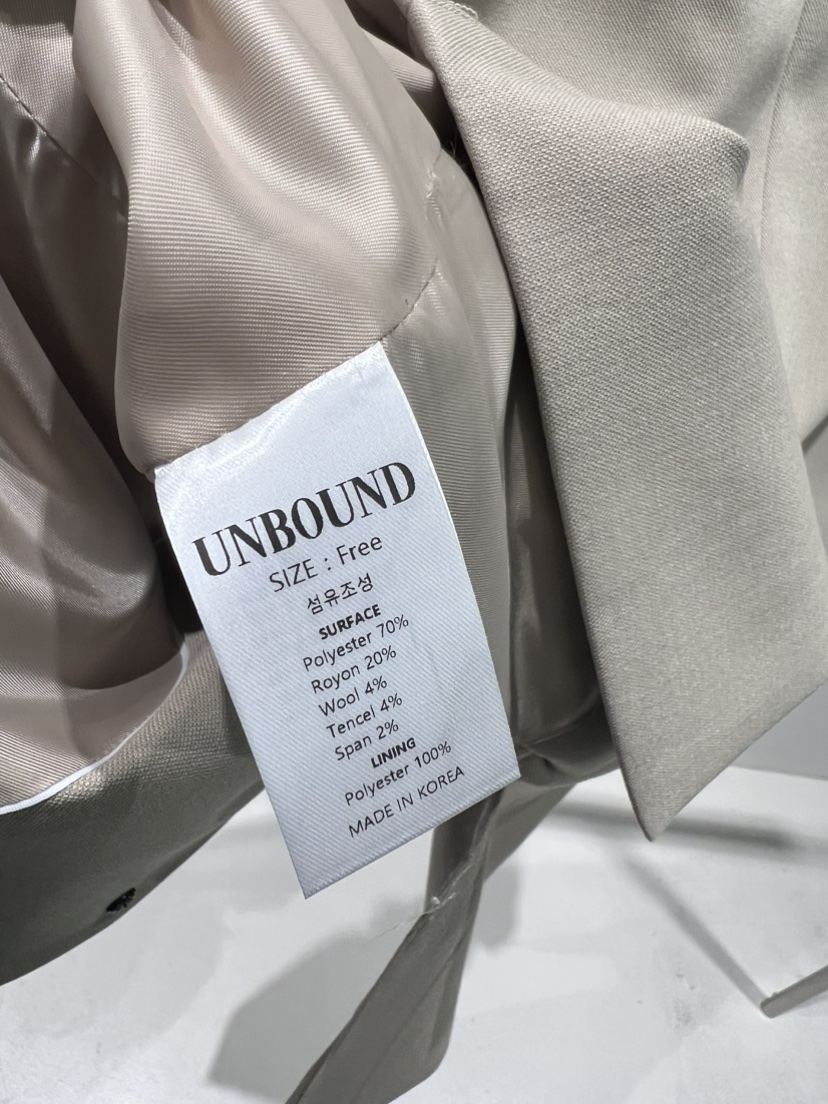 UNBOUND
SIZE : Free
섬유조성
SURFACE
Polyester 70%
Royon 20%
Wool 4%
Tencel 4%
Span 2%
LINING
Polyester 100%
MADE IN KOREA